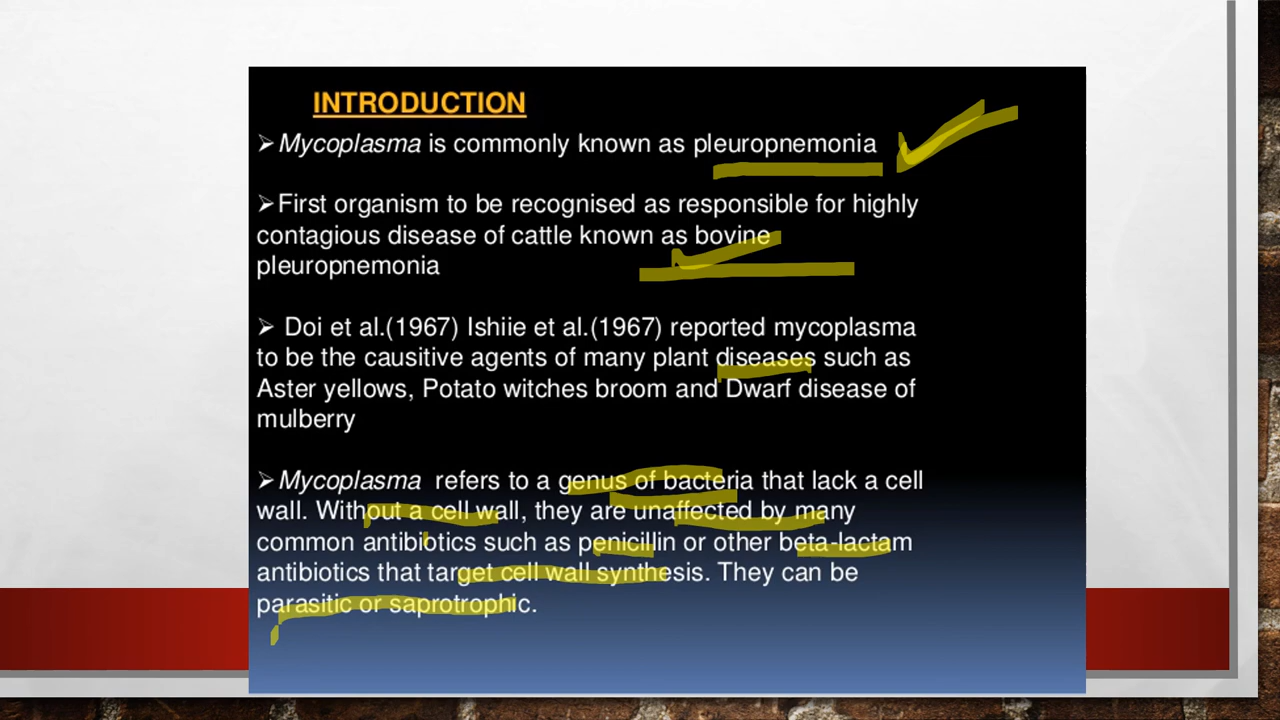 INTRODUCTION
➢Mycoplasma is commonly known as pleuropnemonia
➢First organism to be recognised as responsible for highly
contagious disease of cattle known as bovine
pleuropnemonia
➢ Doi et al.(1967) Ishiie et al.(1967) reported mycoplasma
to be the causitive agents of many plant diseases such as
Aster yellows, Potato witches broom and Dwarf disease of
mulberry
➢Mycoplasma refers to a genus of bacteria that lack a cell
wall. Without a cell wall, they are unaffected by many
common antibiotics such as penicillin or other beta-lactam
antibiotics that target cell wall synthesis. They can be
parasitic or saprotrophic.